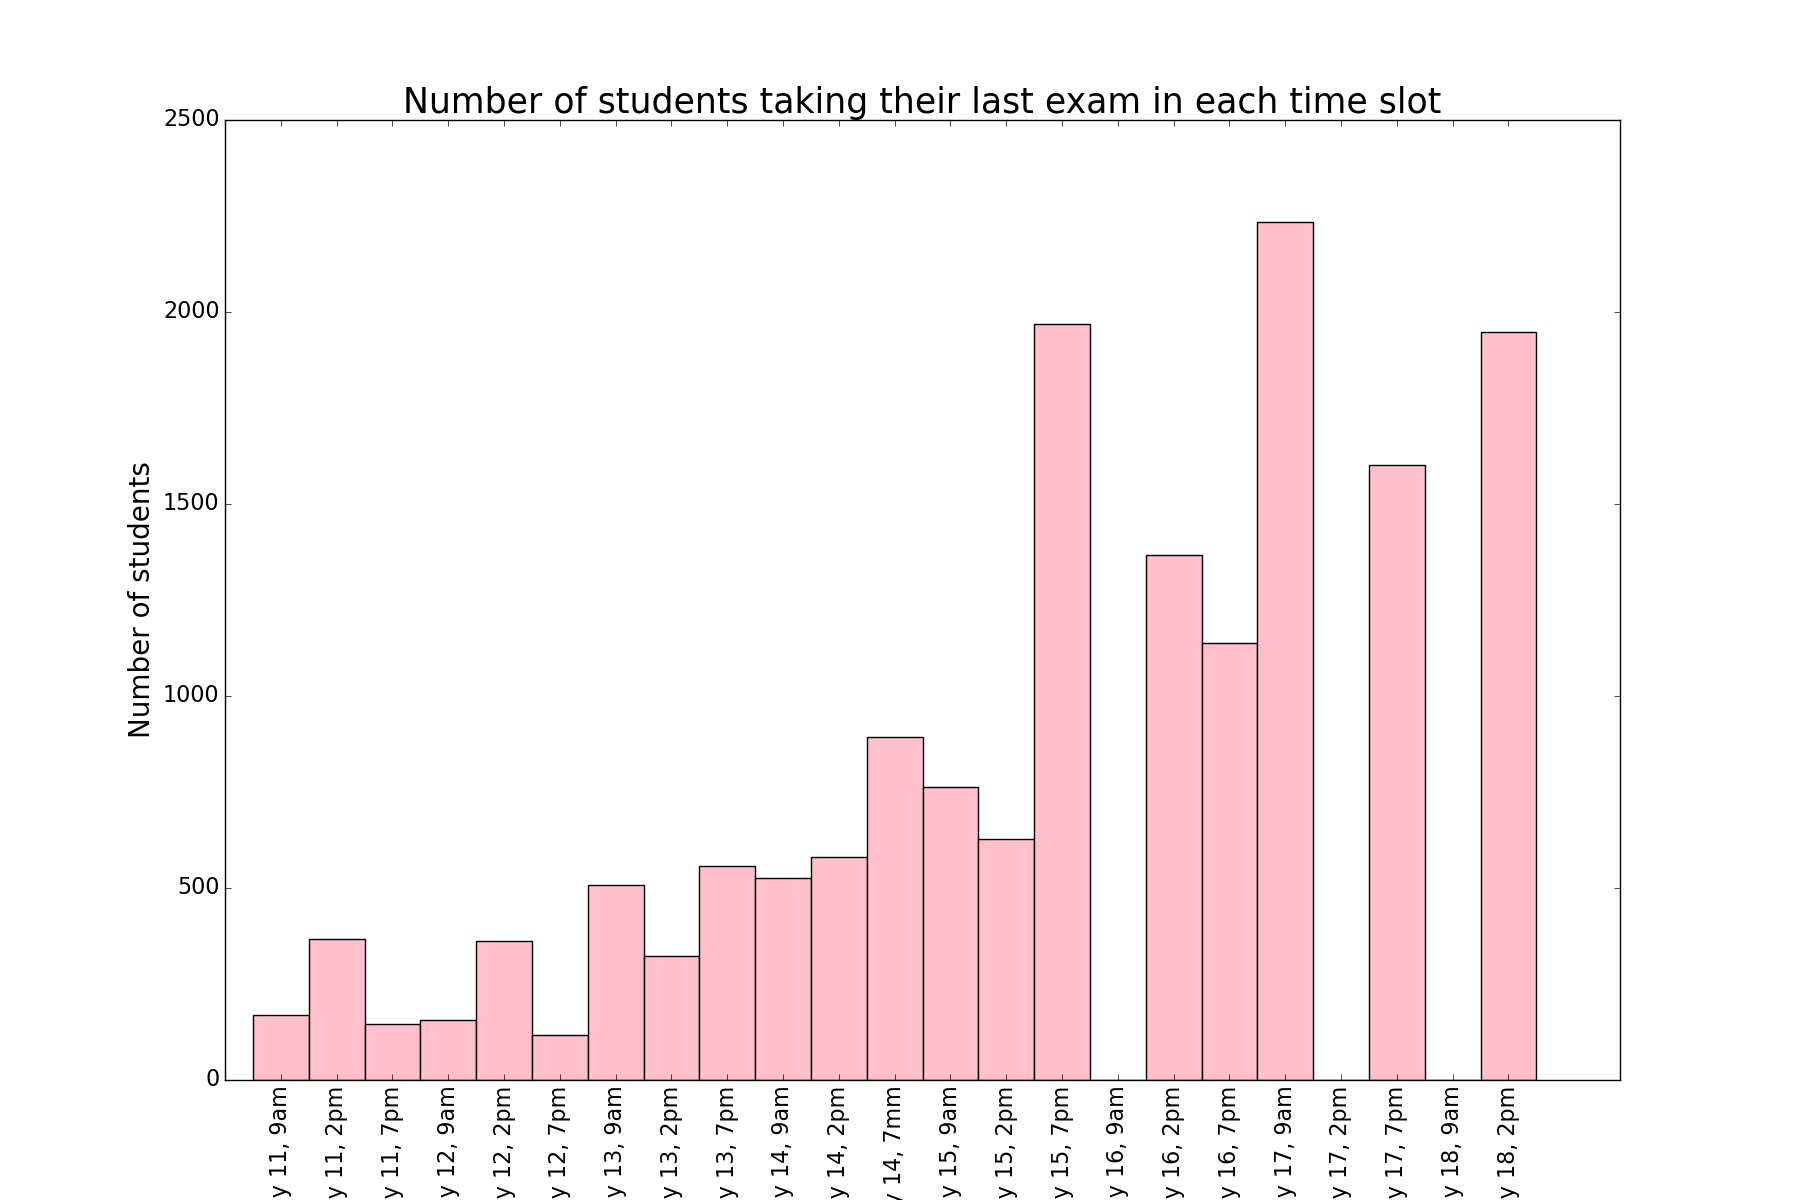 Number of students taking their last exam in each time slot
Number of students
2500
2000
1500
1000
500
0
y 11, 9am
y 11, 2pm
y 11, 7pm
y 12, 9am
y 12, 2pm
y 12, 7pm
y 13, 9am
y 13, 2pm
y 13, 7pm
y 14, 9am
y 14, 2pm
y 14, 7mm
y 15, 9am
y 15, 2pm
y 15, 7pm
y 16, 9am
y 16, 2pm
y 16, 7pm
y 17, 9am
y 17, 2pm
y 17, 7pm
y 18, 9am
y 18, 2pm